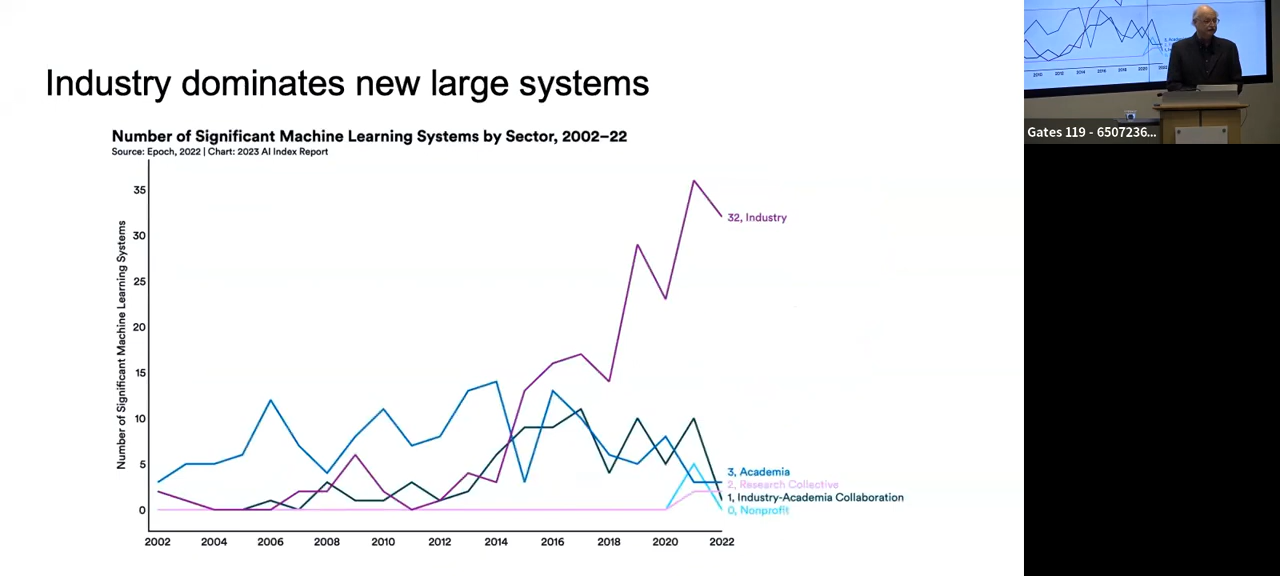 Industry dominates new large systems
Number of Significant Machine Learning Systems by Sector, 2002–22
Source: Epoch, 2022 | Chart: 2023 AI Index Report
Number of Significant Machine Learning Systems
35
30
25
20
15
10
5
0
32, Industry
3, Academia
2, Research Collective
1, Industry-Academia Collaboration
0, Nonprofit
2002 2004 2006 2008 2010 2012 2014 2016 2018 2020 2022
Gates 119 - 6507236...